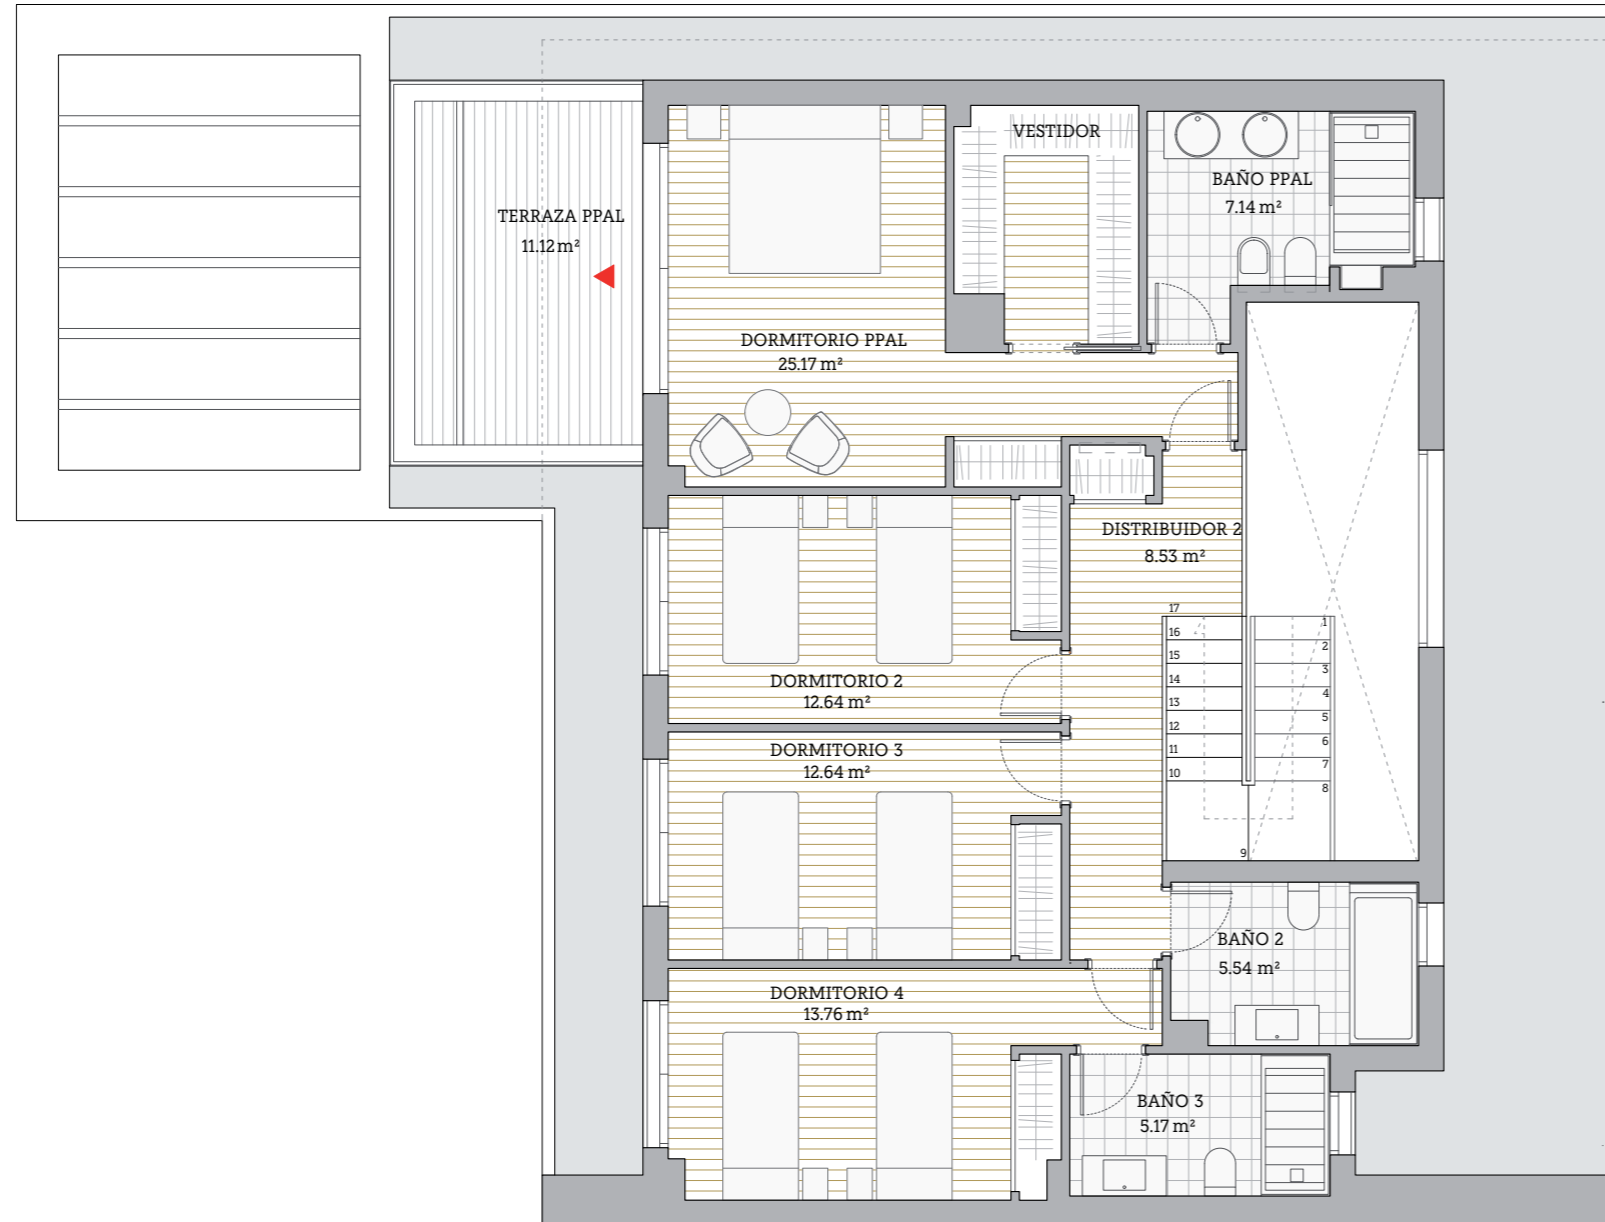 VESTIDOR
BAÑO PPAL
7.14 m²
TERRAZA PPAL
11.12 m²
DORMITORIO PPAL
25.17 m²
DISTRIBUIDOR 2
8.53 m²
17
16
15
14
13
12
11
10
1
2
3
4
5
6
7
8
9
DORMITORIO 2
12.64 m²
DORMITORIO 3
12.64 m²
BAÑO 2
5.54 m²
DORMITORIO 4
13.76 m²
BAÑO 3
5.17 m²